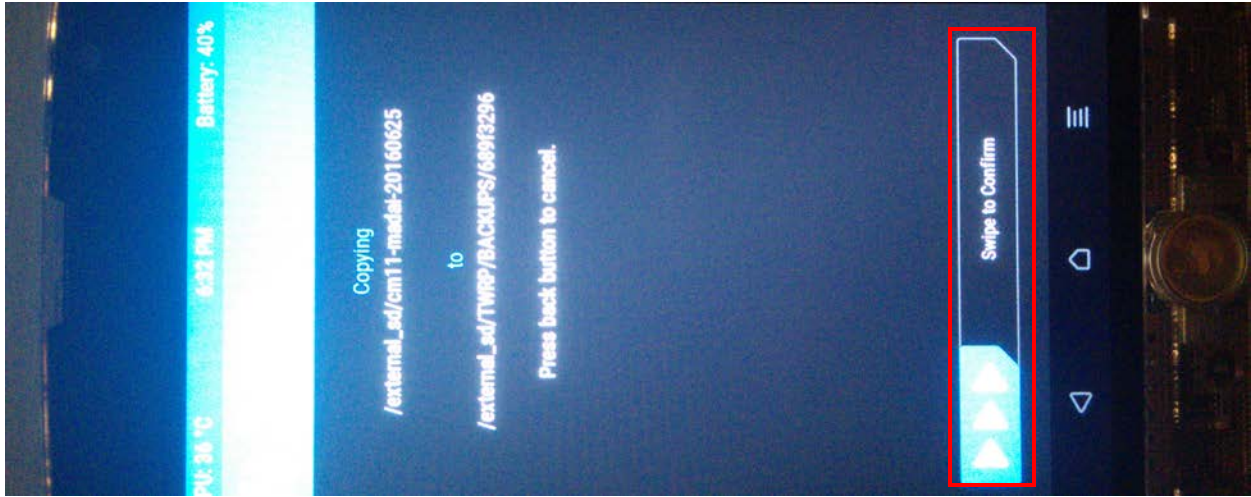 PU: 36 °C 6:32 PM Battery: 40%
Copying
/external_sd/cm11-madai-20160625
to
/external_sd/TWRP/BACKUPS/689f3296
Press back button to cancel.
Swipe to Confirm